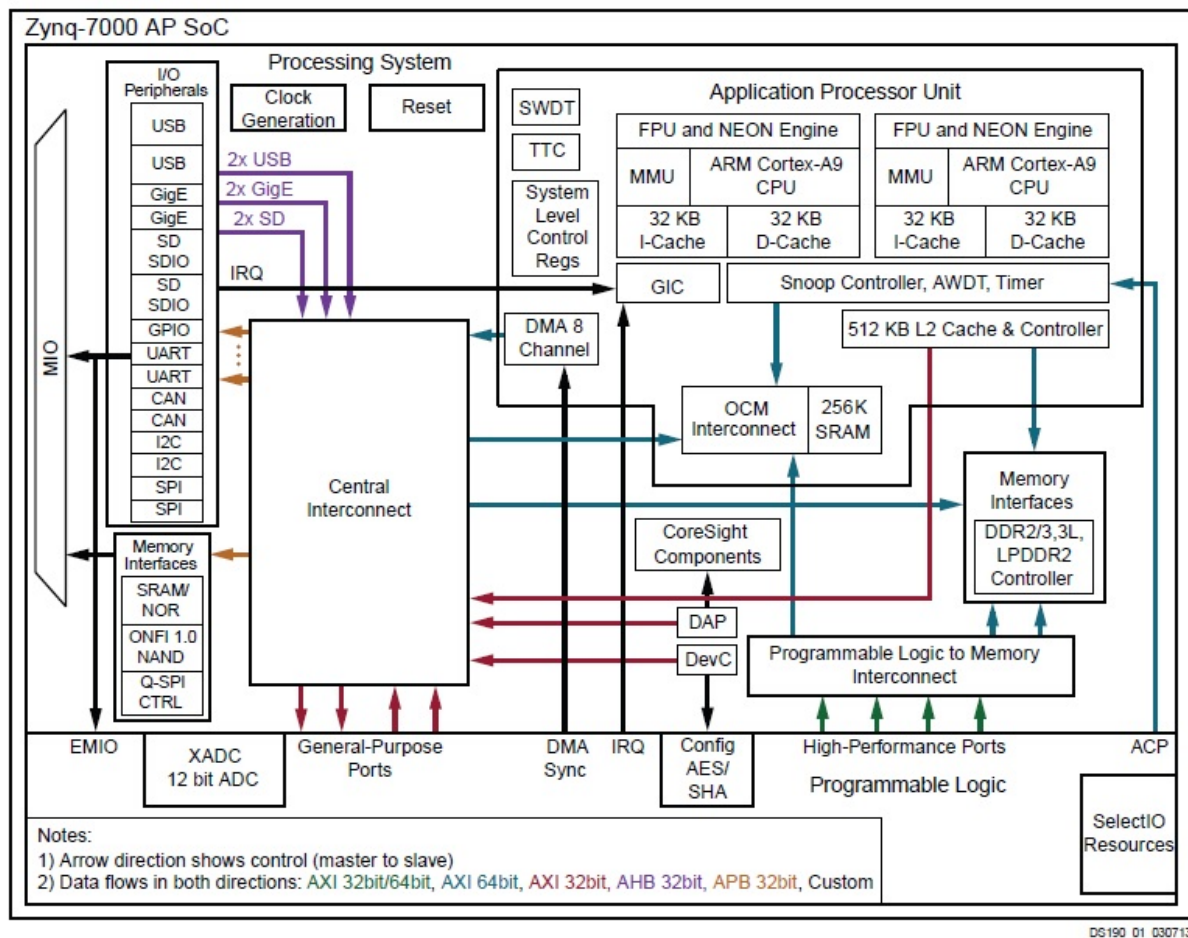 Zynq-7000 AP SoC
Processing System
I/O
Peripherals
USB
USB
GigE
GigE
SD
SDIO
SD
SDIO
GPIO
UART
UART
CAN
CAN
I2C
I2C
SPI
SPI
MIO
Memory
Interfaces
SRAM/
NOR
ONFI 1.0
NAND
Q-SPI
CTRL
Clock
Generation
Reset
2x USB
2x GigE
2x SD
IRQ
Central
Interconnect
Application Processor Unit
SWDT
TTC
System
Level
Control
Regs
FPU and NEON Engine
MMU
ARM Cortex-A9
CPU
32 KB
I-Cache
32 KB
D-Cache
FPU and NEON Engine
MMU
ARM Cortex-A9
CPU
32 KB
I-Cache
32 KB
D-Cache
GIC
Snoop Controller, AWDT, Timer
DMA 8
Channel
512 KB L2 Cache & Controller
OCM
Interconnect
256K
SRAM
Memory
Interfaces
DDR2/3,3L,
LPDDR2
Controller
CoreSight
Components
DAP
DevC
Programmable Logic to Memory
Interconnect
EMIO
XADC
12 bit ADC
General-Purpose
Ports
DMA
Sync
IRQ
Config
AES/
SHA
High-Performance Ports
ACP
Programmable Logic
SelectIO
Resources
Notes:
1) Arrow direction shows control (master to slave)
2) Data flows in both directions: AXI 32bit/64bit, AXI 64bit, AXI 32bit, AHB 32bit, APB 32bit, Custom
DS190_01_030713